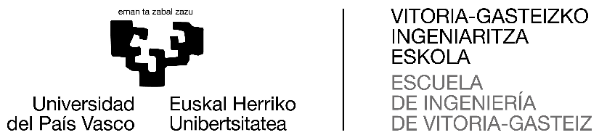 eman ta zabal zazu
Universidad
del País Vasco
Euskal Herriko
Unibertsitatea
VITORIA-GASTEIZKO
INGENIARITZA
ESKOLA
ESCUELA
DE INGENIERÍA
DE VITORIA-GASTEIZ